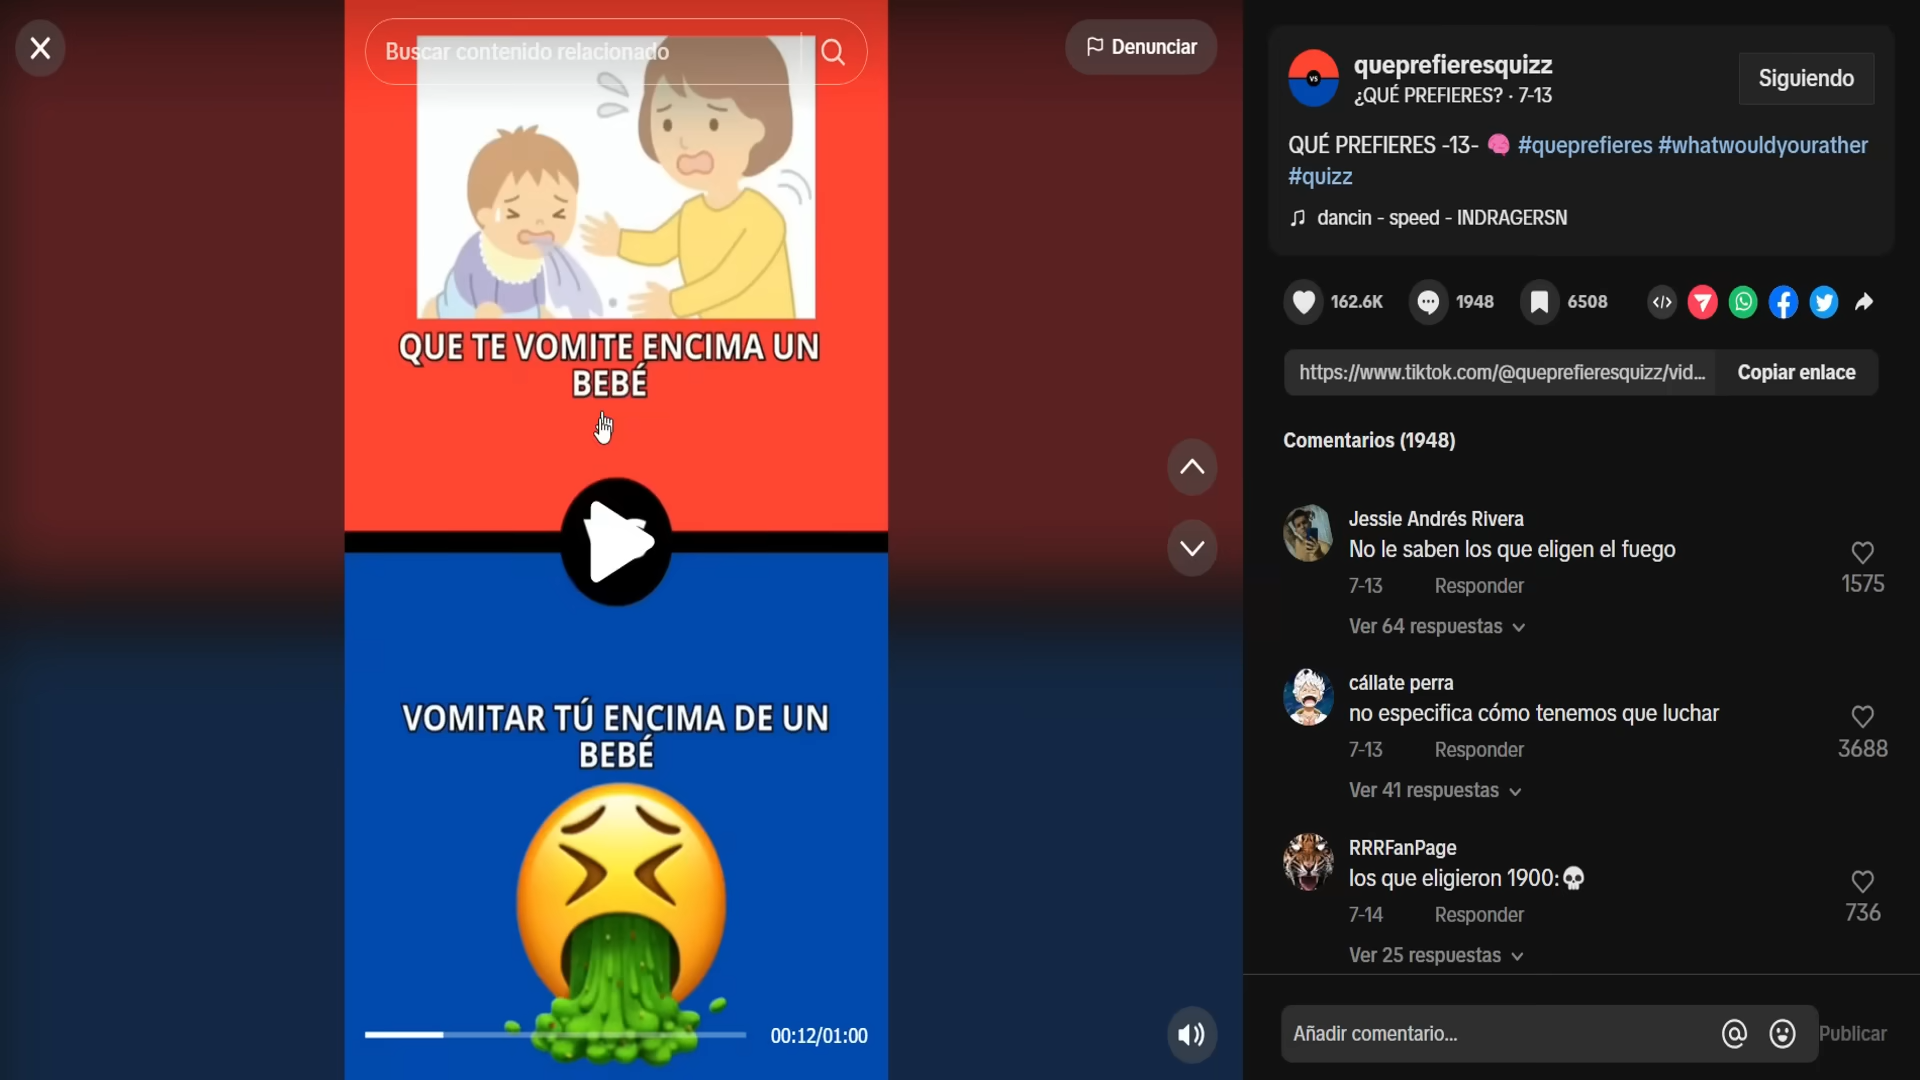 Buscar contenido relacionado
Denunciar
QUE TE VOMITE ENCIMA UN
BEBÉ
VOMITAR TÚ ENCIMA DE UN
BEBÉ
00:12/01:00
VS
queprefieresquizz
¿QUÉ PREFIERES? · 7-13
Siguiendo
QUÉ PREFIERES -13- 🧠 #queprefieres #whatwouldyourather
#quizz
dancin - speed - INDRAGERSN
162.6K
1948
6508
https://www.tiktok.com/@queprefieresquizz/vid...
Copiar enlace
Comentarios (1948)
Jessie Andrés Rivera
No le saben los que eligen el fuego
7-13 Responder
1575
Ver 64 respuestas
cállate perra
no especifica cómo tenemos que luchar
7-13 Responder
3688
Ver 41 respuestas
RRRFanPage
los que eligieron 1900:💀
7-14 Responder
736
Ver 25 respuestas
Añadir comentario...
Publicar